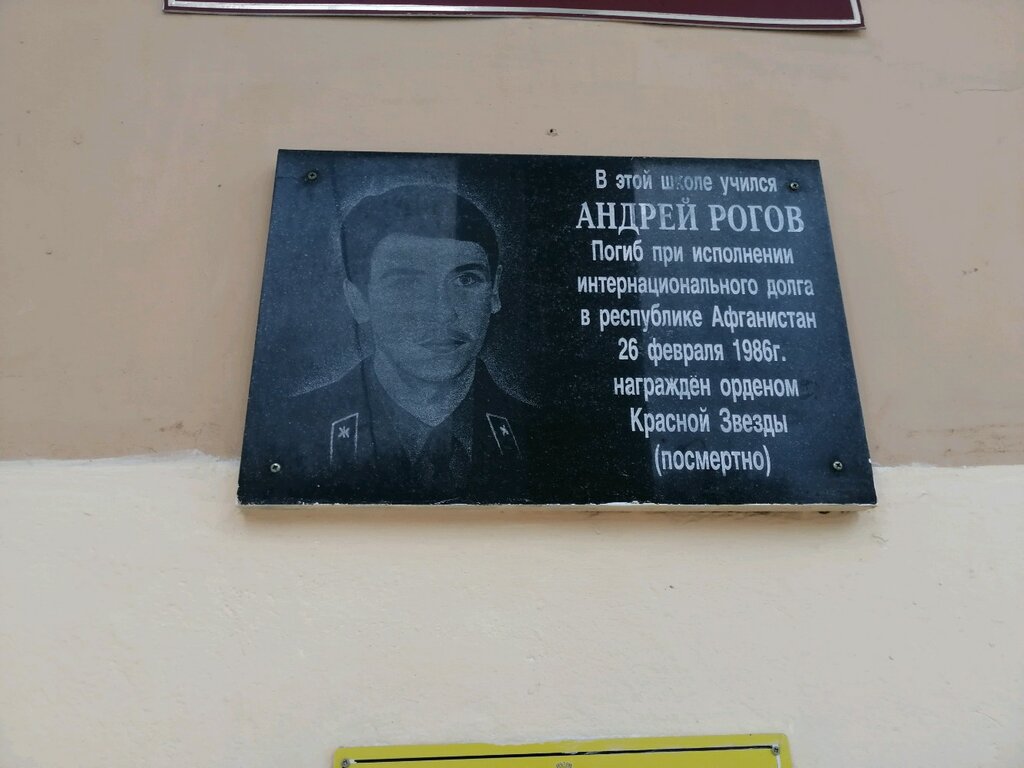 В этой школе учился
АНДРЕЙ РОГОВ
Погиб при исполнении
интернационального долга
в республике Афганистан
26 февраля 1986г.
награждён орденом
Красной Звезды
(посмертно)
Ж